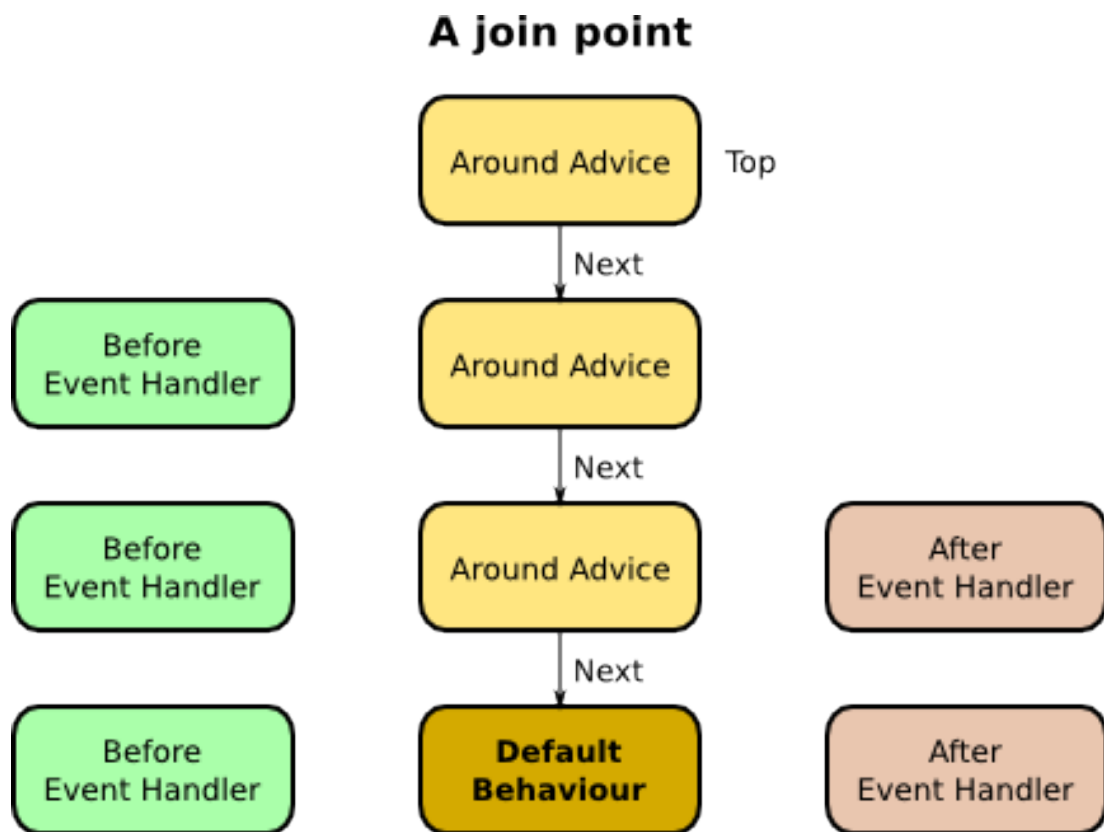 A join point
Around Advice
Top
Next
Before
Event Handler
Around Advice
Next
Before
Event Handler
Around Advice
After
Event Handler
Next
Before
Event Handler
Default
Behaviour
After
Event Handler